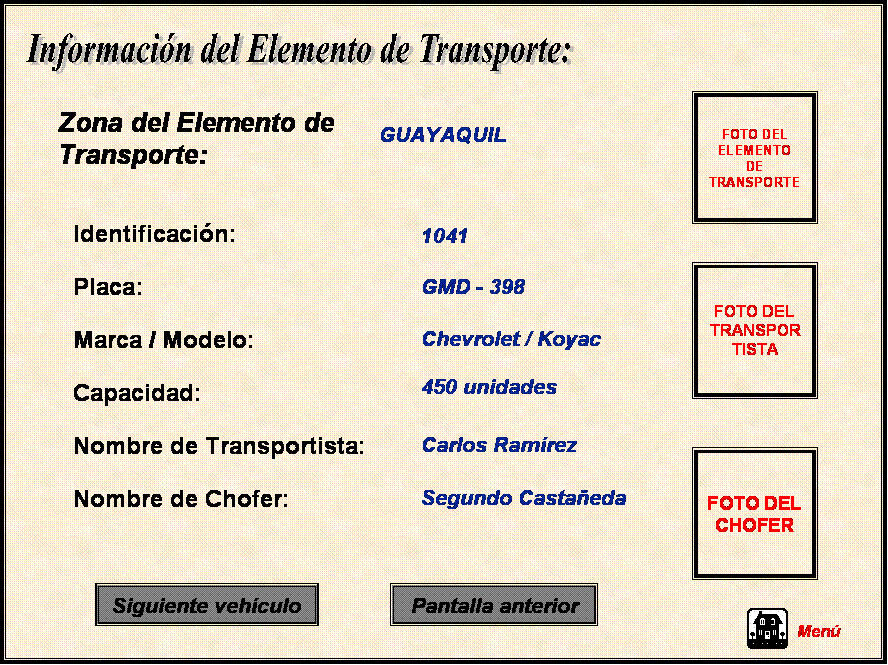 Información del Elemento de Transporte:
Zona del Elemento de
Transporte:
GUAYAQUIL
Identificación:
1041
Placa:
GMD - 398
Marca / Modelo:
Chevrolet / Koyac
Capacidad:
450 unidades
Nombre de Transportista:
Carlos Ramírez
Nombre de Chofer:
Segundo Castañeda
FOTO DEL
ELEMENTO
DE
TRANSPORTE
FOTO DEL
TRANSPOR
TISTA
FOTO DEL
CHOFER
Siguiente vehículo
Pantalla anterior
Menú